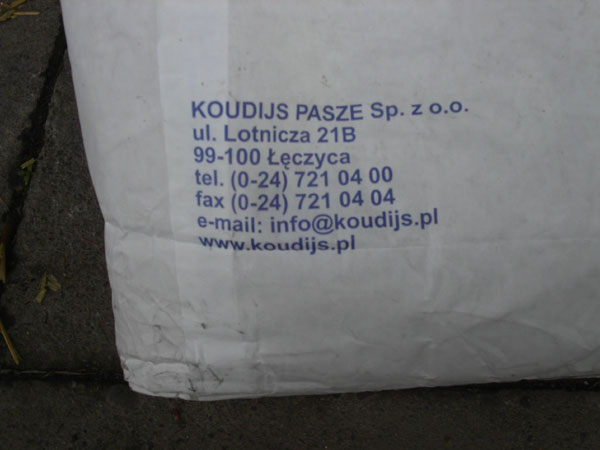 KOUDIJS PASZE Sp. z o.o.
ul. Lotnicza 21B
99-100 Łęczyca
tel. (0-24) 721 04 00
fax (0-24) 721 04 04
e-mail: info@koudijs.pl
www.koudijs.pl